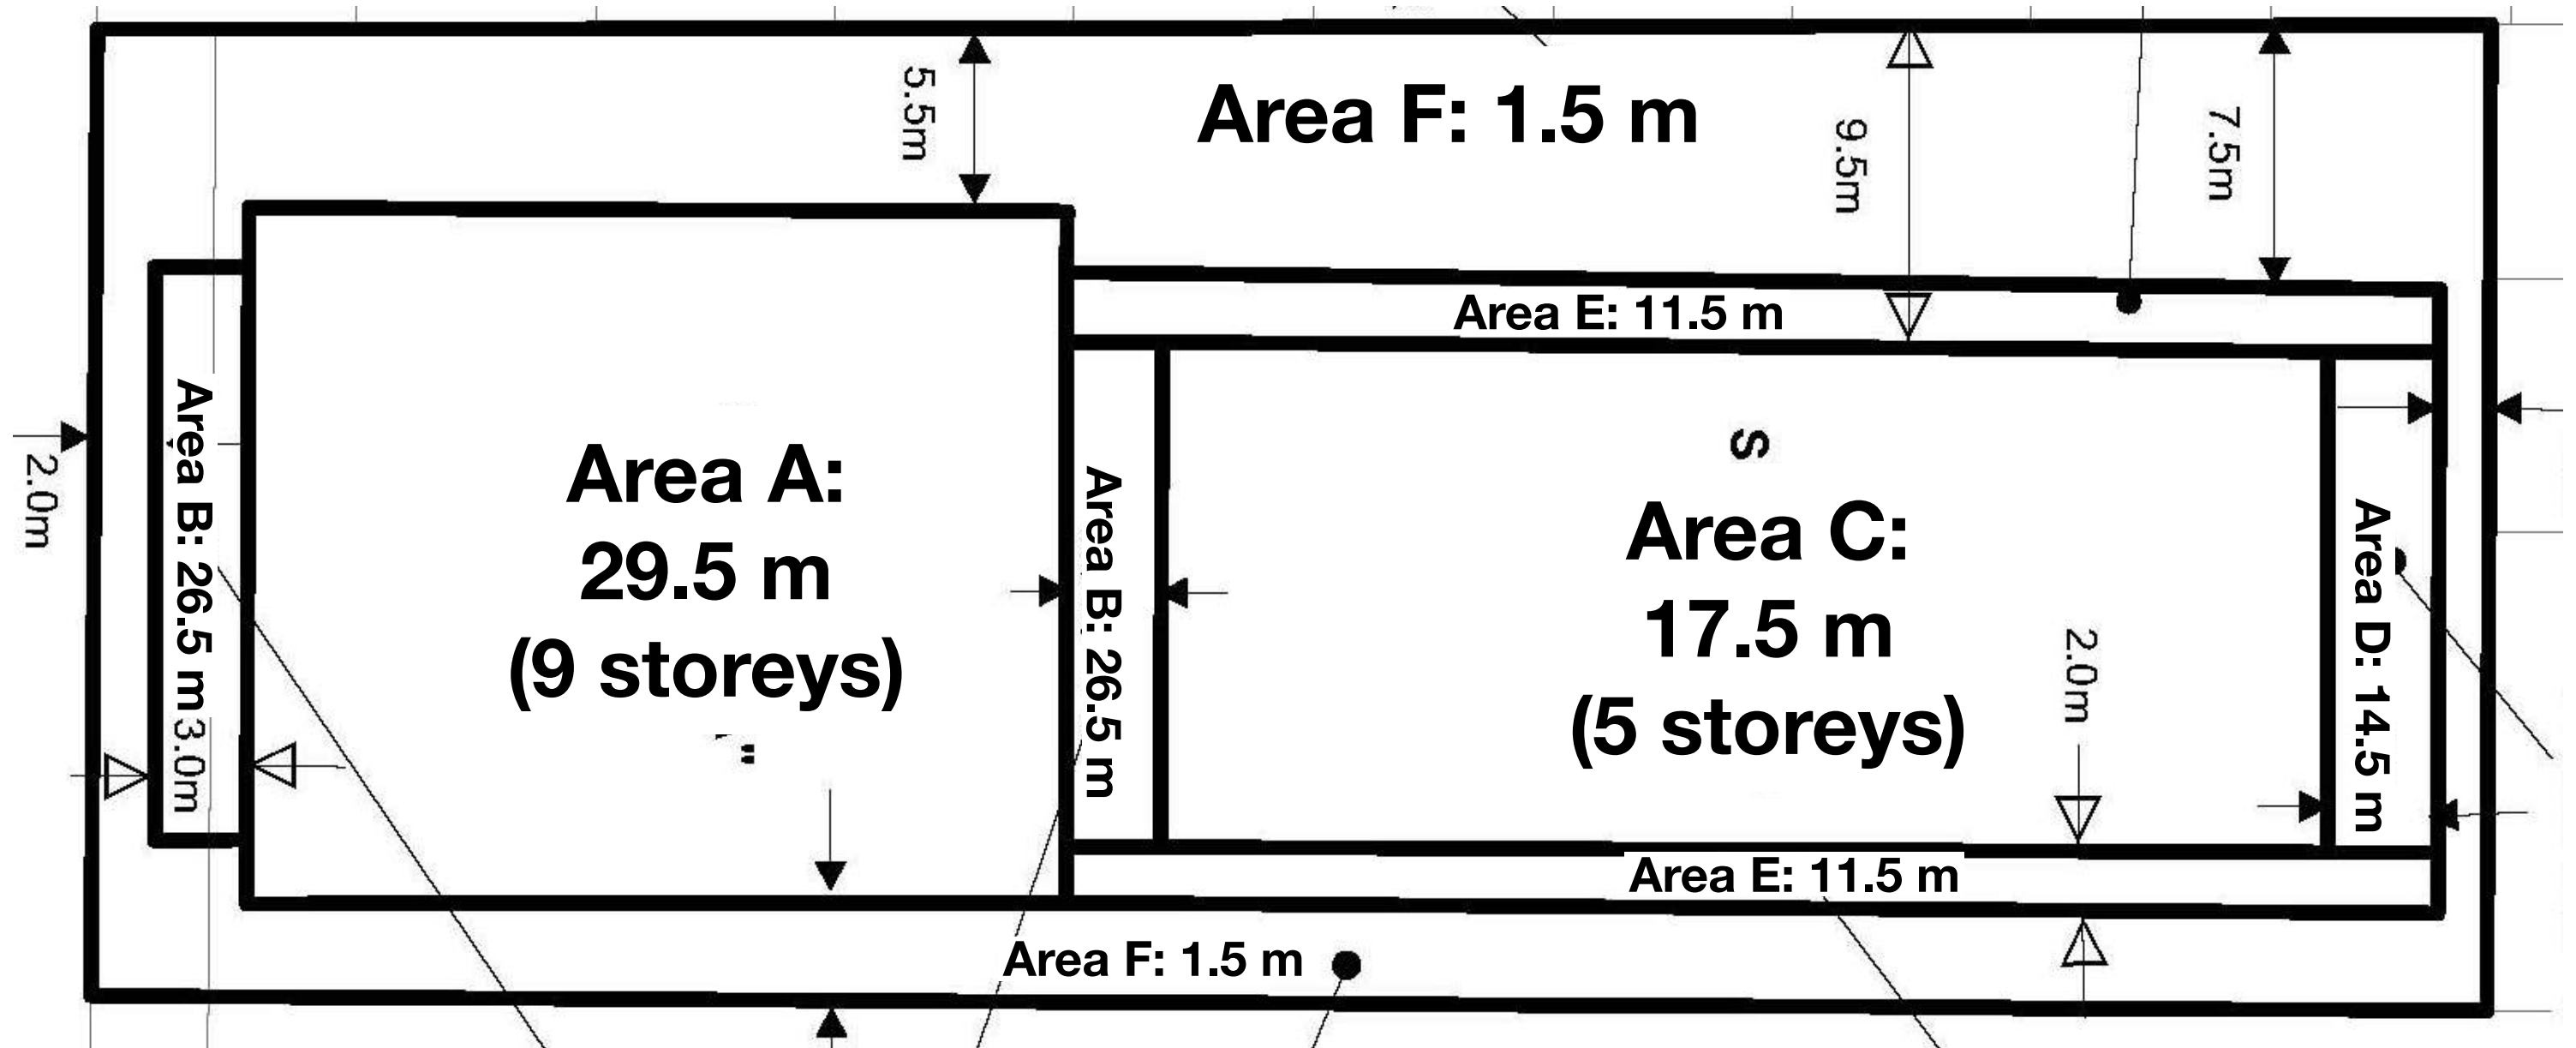 5.5m
Area F: 1.5 m
9.5m
7.5m
Area E: 11.5 m
2.0m
Area B: 26.5 m
3.0m
Area A:
29.5 m
(9 storeys)
Area B: 26.5 m
S
Area C:
17.5 m
(5 storeys)
2.0m
Area D: 14.5 m
Area E: 11.5 m
Area F: 1.5 m